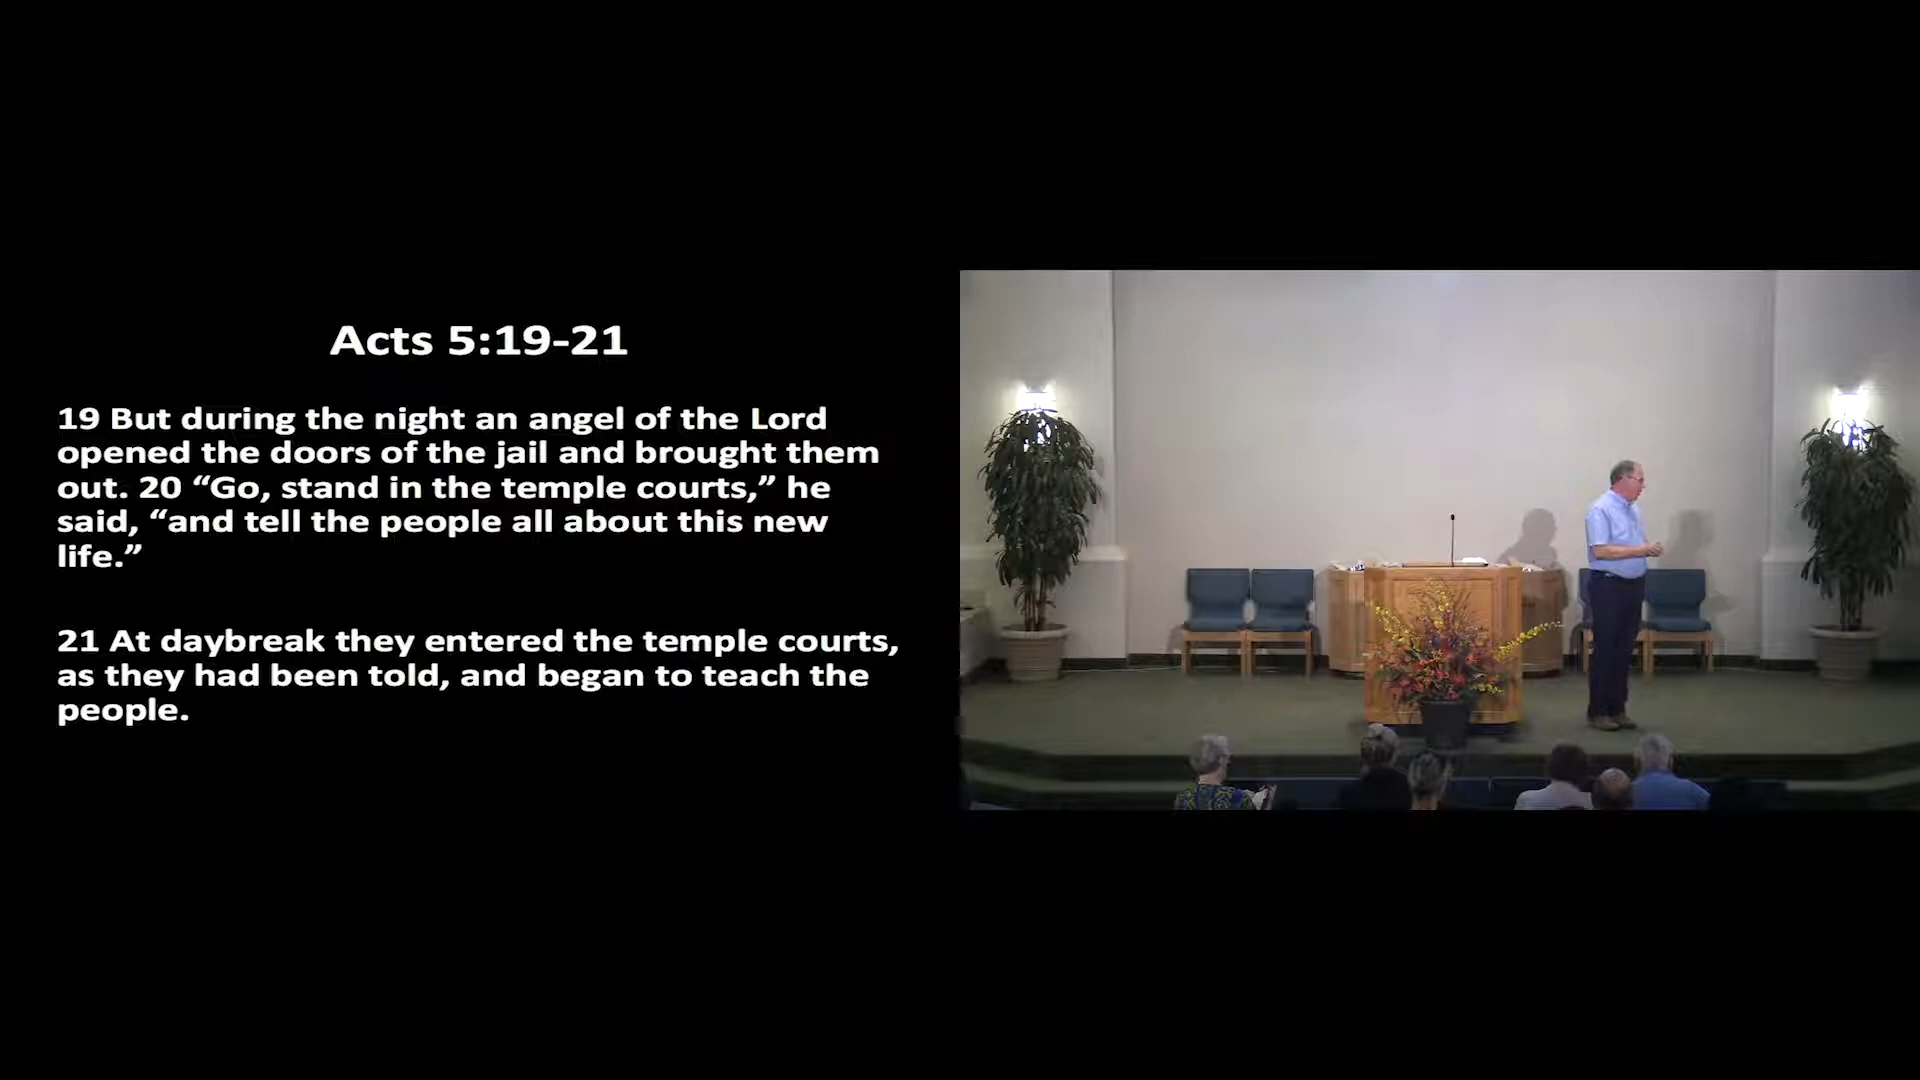 Acts 5:19-21
19 But during the night an angel of the Lord
opened the doors of the jail and brought them
out. 20 “Go, stand in the temple courts,” he
said, “and tell the people all about this new
life.”
21 At daybreak they entered the temple courts,
as they had been told, and began to teach the
people.